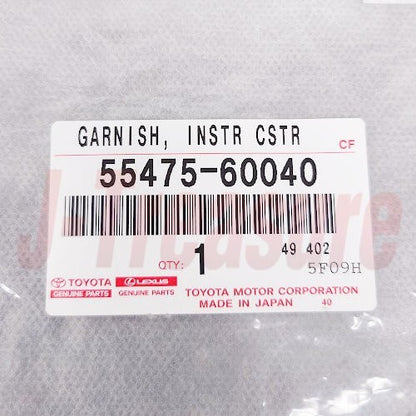 GARNISH, INSTR CSTR
CF
55475-60040
49 402
QTY: 1
5F09H
TOYOTA LEXUS
GENUINE PARTS GENUINE PARTS
TOYOTA MOTOR CORPORATION
MADE IN JAPAN 40
J-Treasure